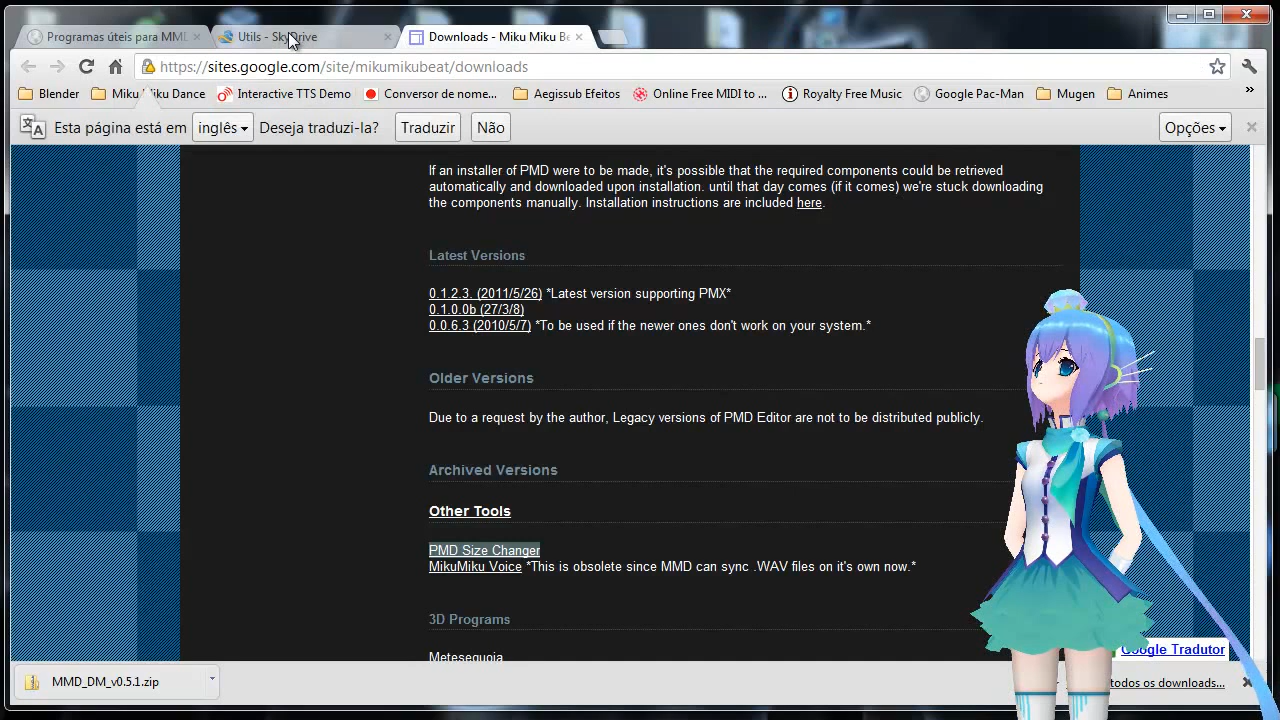 Programas úteis para MMD
Utils - SkyDrive
Downloads - Miku Miku Be
https://sites.google.com/site/mikumikubeat/downloads
Blender
Miku Miku Dance
Interactive TTS Demo
Conversor de nome...
Aegissub Efeitos
Online Free MIDI to ...
Royalty Free Music
Google Pac-Man
Mugen
Animes
»
Esta página está em inglês Deseja traduzi-la? Traduzir Não Opções
If an installer of PMD were to be made, it's possible that the required components could be retrieved
automatically and downloaded upon installation. until that day comes (if it comes) we're stuck downloading
the components manually. Installation instructions are included here.
Latest Versions
0.1.2.3. (2011/5/26) *Latest version supporting PMX*
0.1.0.0b (27/3/8)
0.0.6.3 (2010/5/7) *To be used if the newer ones don't work on your system.*
Older Versions
Due to a request by the author, Legacy versions of PMD Editor are not to be distributed publicly.
Archived Versions
Other Tools
PMD Size Changer
MikuMiku Voice *This is obsolete since MMD can sync .WAV files on it's own now.*
3D Programs
Metesequoia
Google Tradutor
MMD_DM_v0.5.1.zip
todos os downloads...